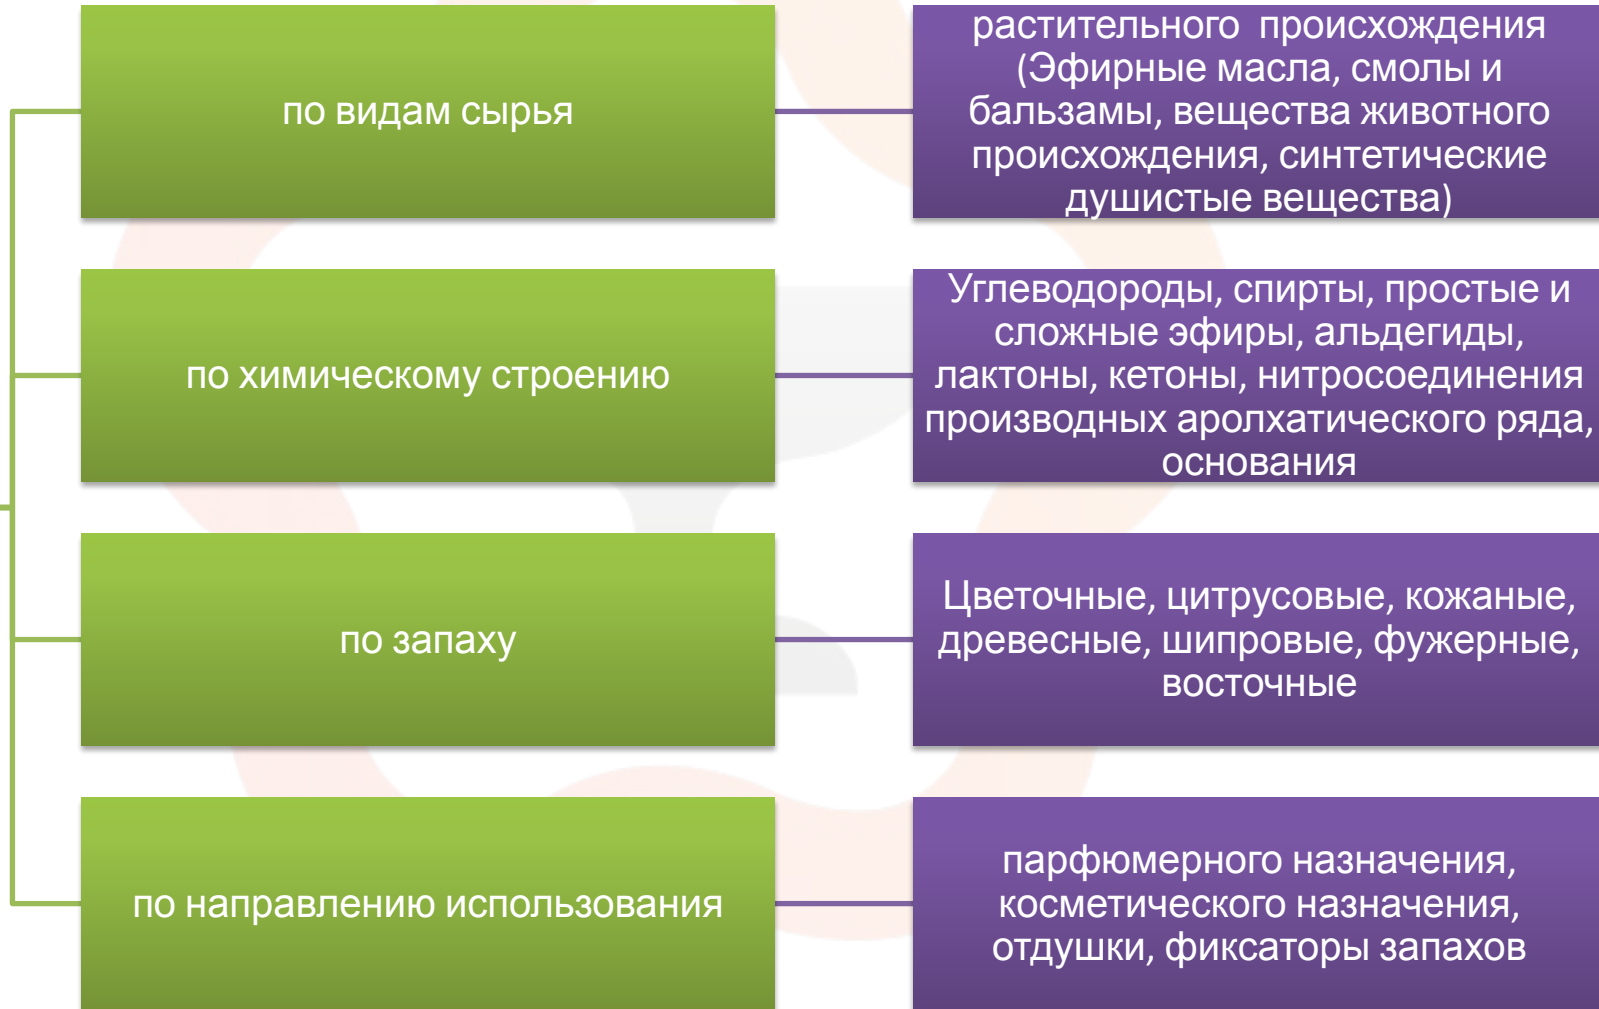 по видам сырья
растительного происхождения
(Эфирные масла, смолы и
бальзамы, вещества животного
происхождения, синтетические
душистые вещества)
по химическому строению
Углеводороды, спирты, простые и
сложные эфиры, альдегиды,
лактоны, кетоны, нитросоединения
производных аролхатического ряда,
основания
по запаху
Цветочные, цитрусовые, кожаные,
древесные, шипровые, фужерные,
восточные
по направлению использования
парфюмерного назначения,
косметического назначения,
отдушки, фиксаторы запахов